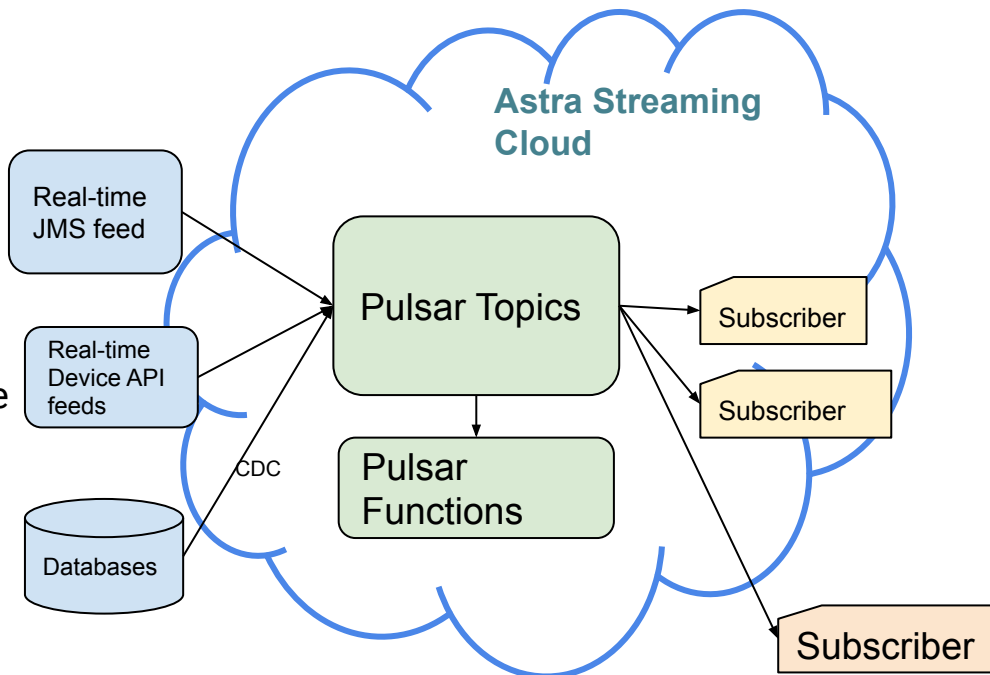 Astra Streaming
Cloud
Real-time
JMS feed
Pulsar Topics
Subscriber
Real-time
Device API
feeds
e
Subscriber
CDC
Pulsar
Functions
Databases
Subscriber